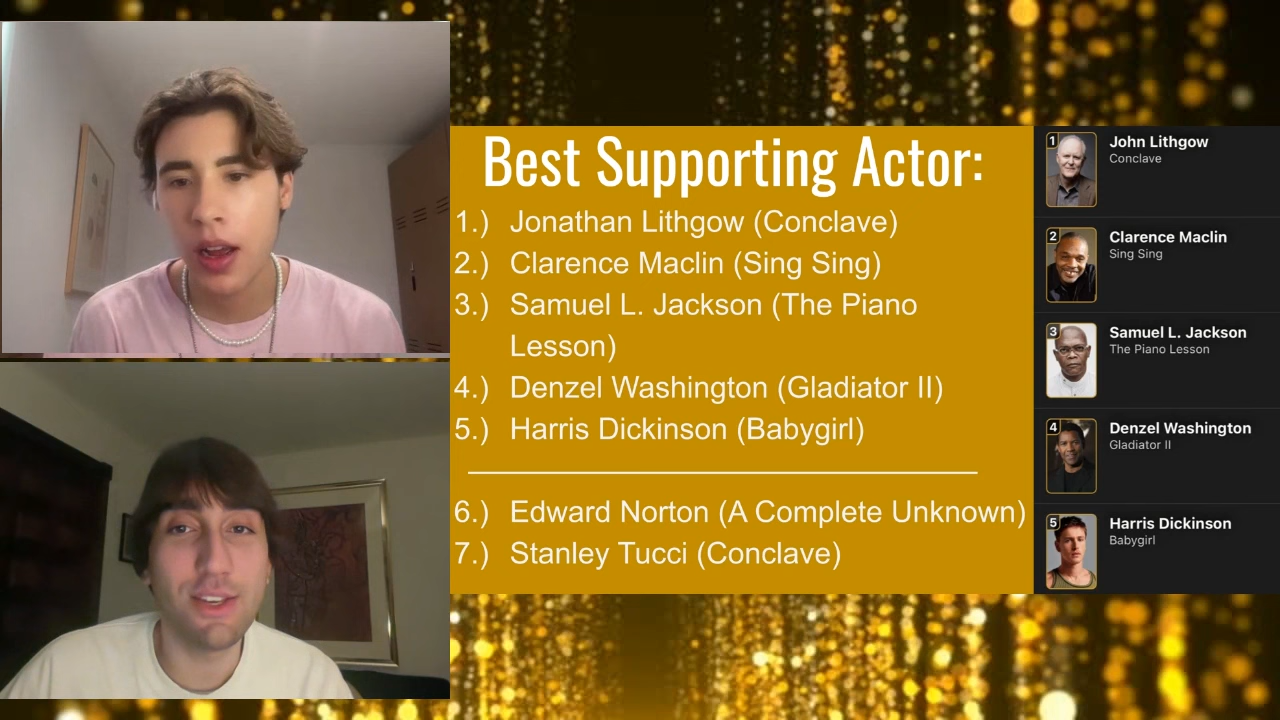 Best Supporting Actor:
1.) Jonathan Lithgow (Conclave)
2.) Clarence Maclin (Sing Sing)
3.) Samuel L. Jackson (The Piano
Lesson)
4.) Denzel Washington (Gladiator II)
5.) Harris Dickinson (Babygirl)
6.) Edward Norton (A Complete Unknown)
7.) Stanley Tucci (Conclave)
1
John Lithgow
Conclave
2
Clarence Maclin
Sing Sing
3
Samuel L. Jackson
The Piano Lesson
4
Denzel Washington
Gladiator II
5
Harris Dickinson
Babygirl